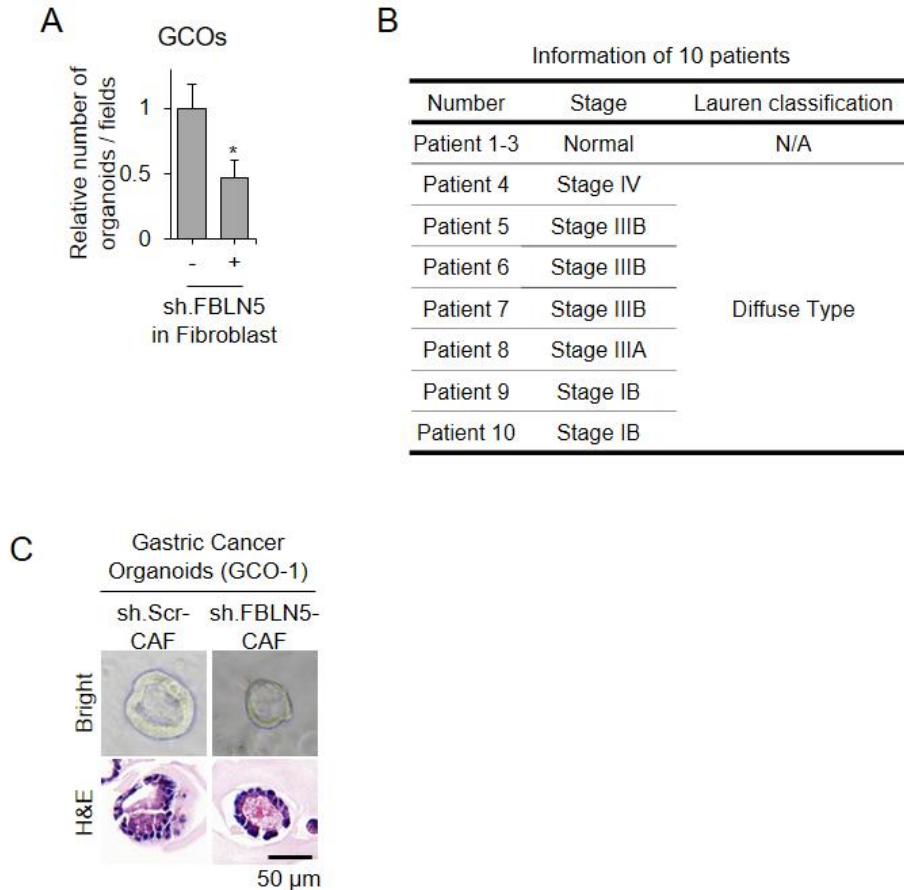 A
GCOs
Relative number of
organoids / fields
1
0.5
0
*
- +
sh.FBLN5
in Fibroblast
B
Information of 10 patients
Number Stage Lauren classification
Patient 1-3 Normal N/A
Patient 4 Stage IV
Patient 5 Stage IIIB
Patient 6 Stage IIIB
Patient 7 Stage IIIB Diffuse Type
Patient 8 Stage IIIA
Patient 9 Stage IB
Patient 10 Stage IB
C
Gastric Cancer
Organoids (GCO-1)
sh.Scr- sh.FBLN5-
CAF CAF
Bright
H&E
50 μm